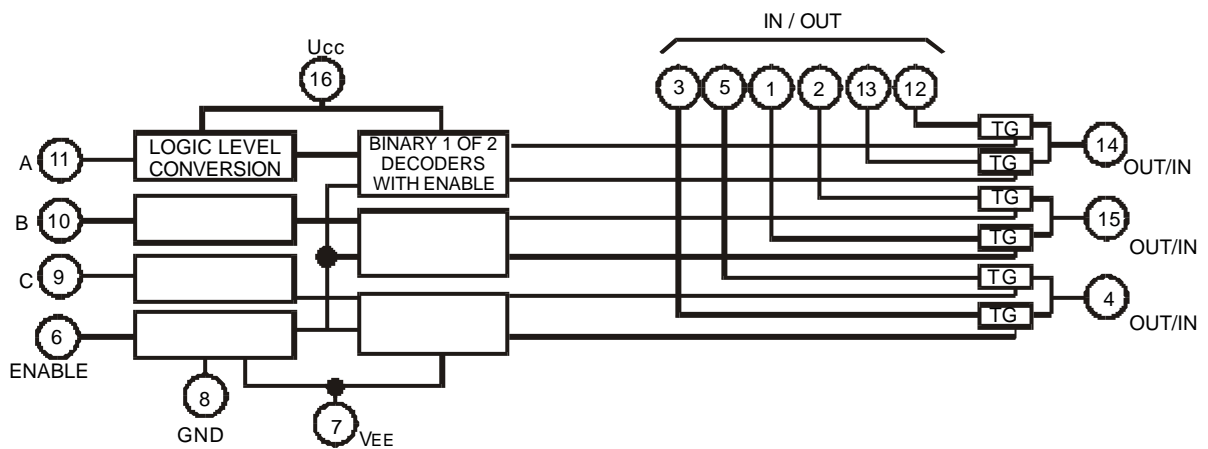 IN / OUT
Ucc
16
3 5 1 2 13 12
A 11
LOGIC LEVEL
CONVERSION
BINARY 1 OF 2
DECODERS
WITH ENABLE
TG
TG
14
OUT/IN
B 10
TG
TG
15
OUT/IN
C 9
TG
TG
4
OUT/IN
6
ENABLE
8
GND
7
VEE